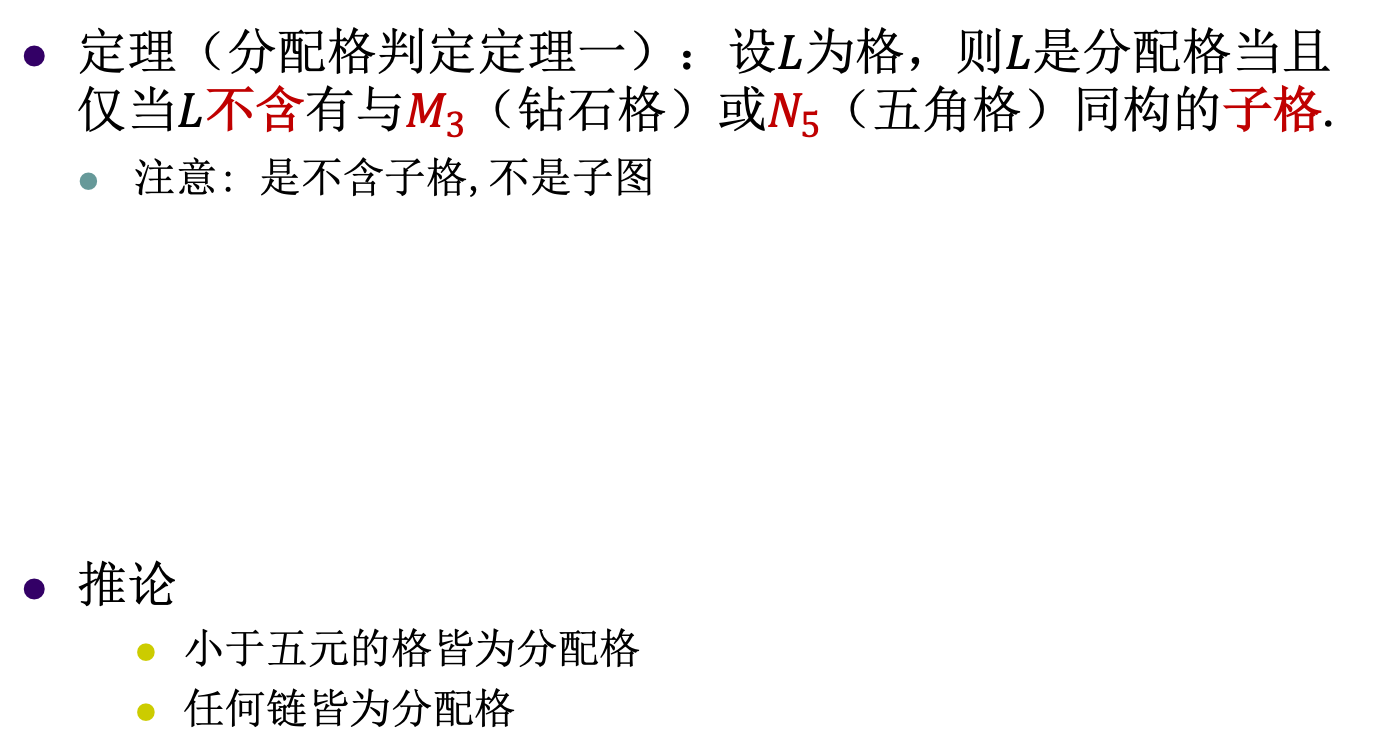 定理（分配格判定定理一）：设L为格，则L是分配格当且
仅当L不含有与M₃（钻石格）或N₅（五角格）同构的子格.
注意: 是不含子格,不是子图
推论
小于五元的格皆为分配格
任何链皆为分配格